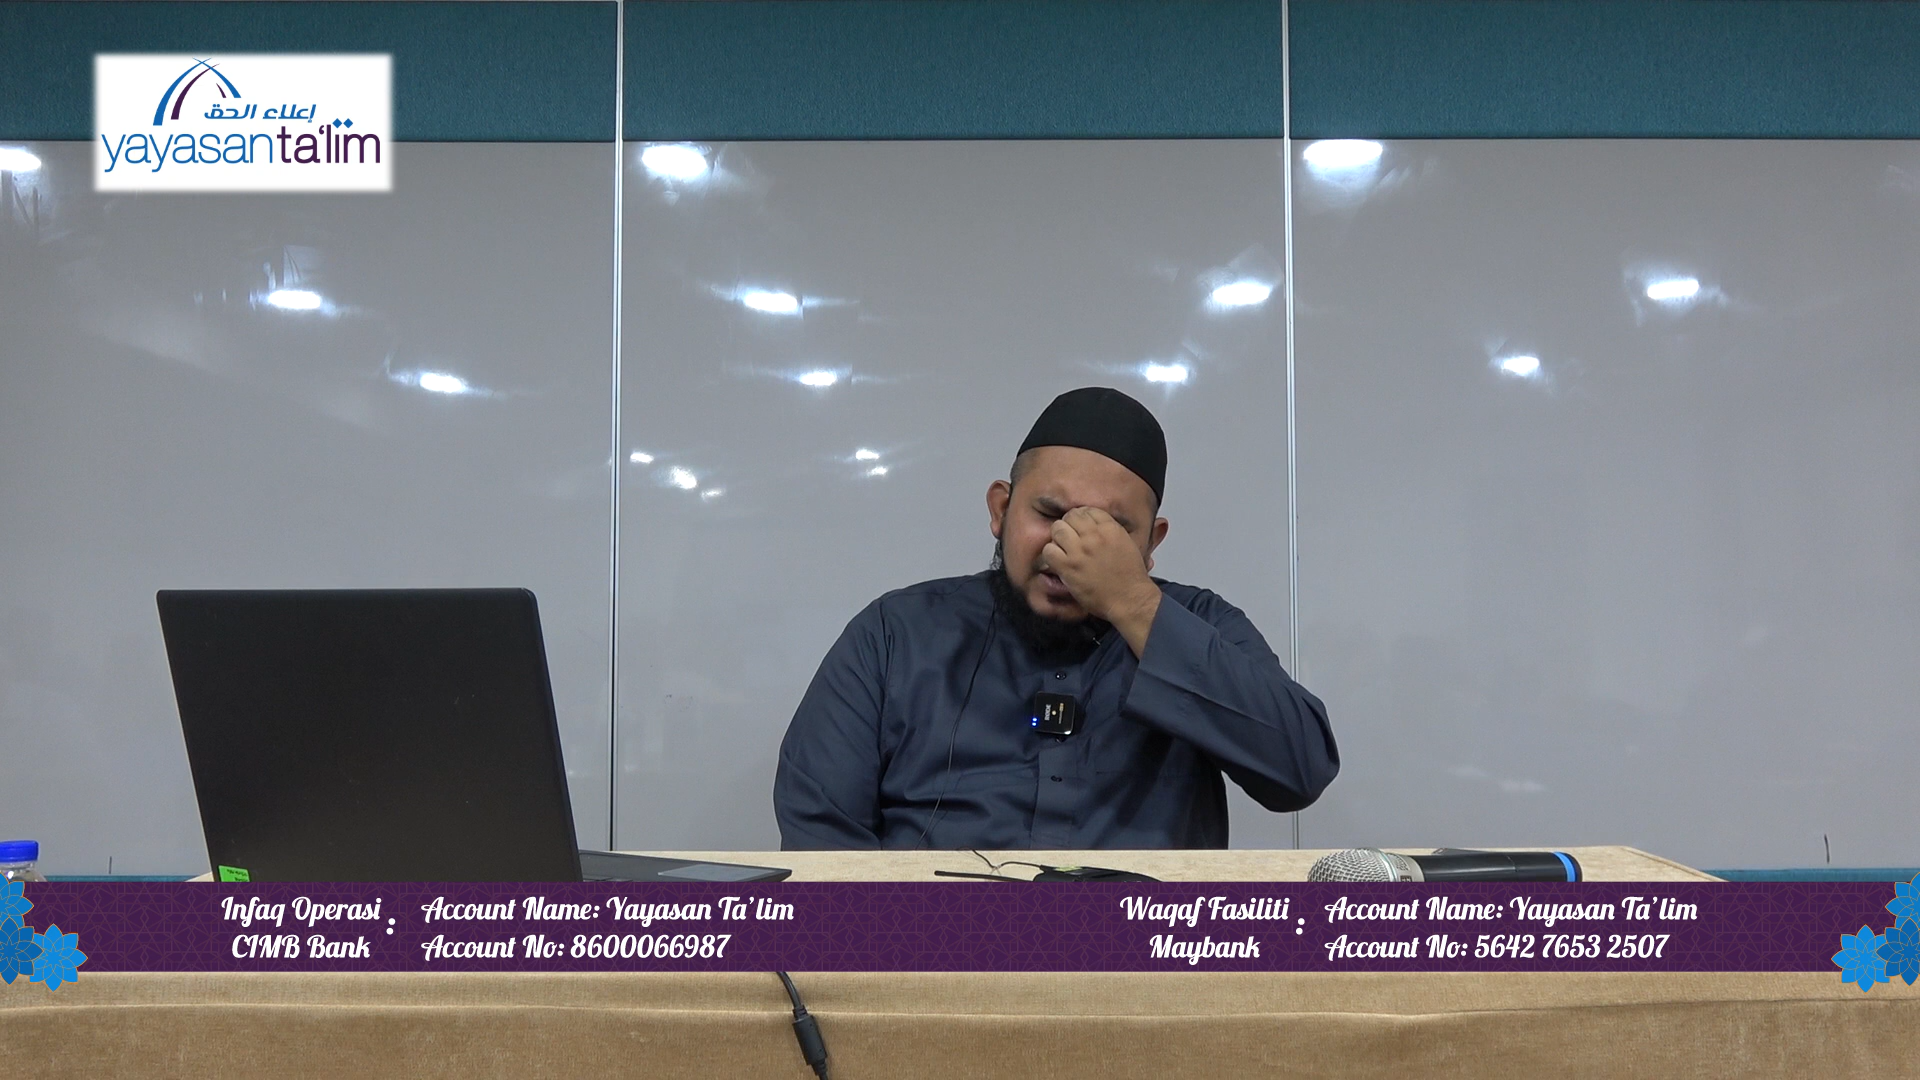 إعلاء الحق
yayasanta'lim
Infaq Operasi
CIMB Bank
:
Account Name: Yayasan Ta'lim
Account No: 8600066987
Waqaf Fasiliti
Maybank
:
Account Name: Yayasan Ta'lim
Account No: 5642 7653 2507